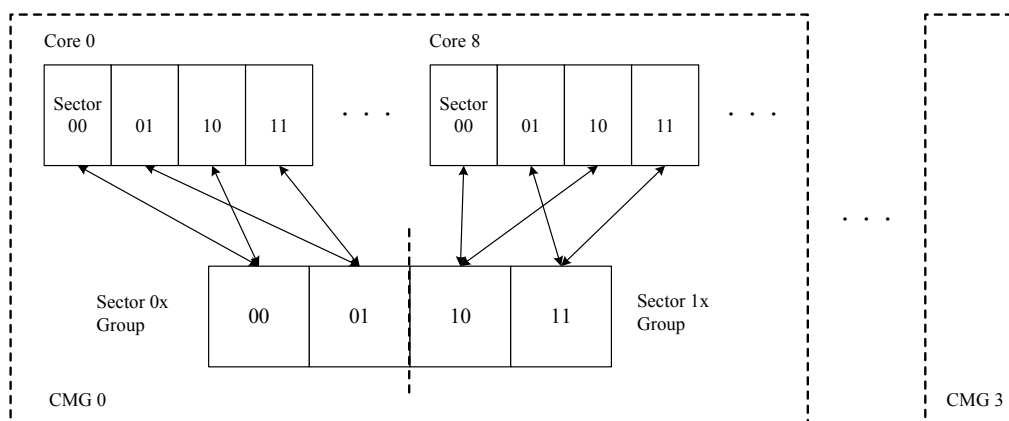 Core 0
Core 8
Sector
00
01
10
11
. . .
Sector
00
01
10
11
. . .
. . .
Sector 0x
Group
00
01
10
11
Sector 1x
Group
CMG 0
CMG 3